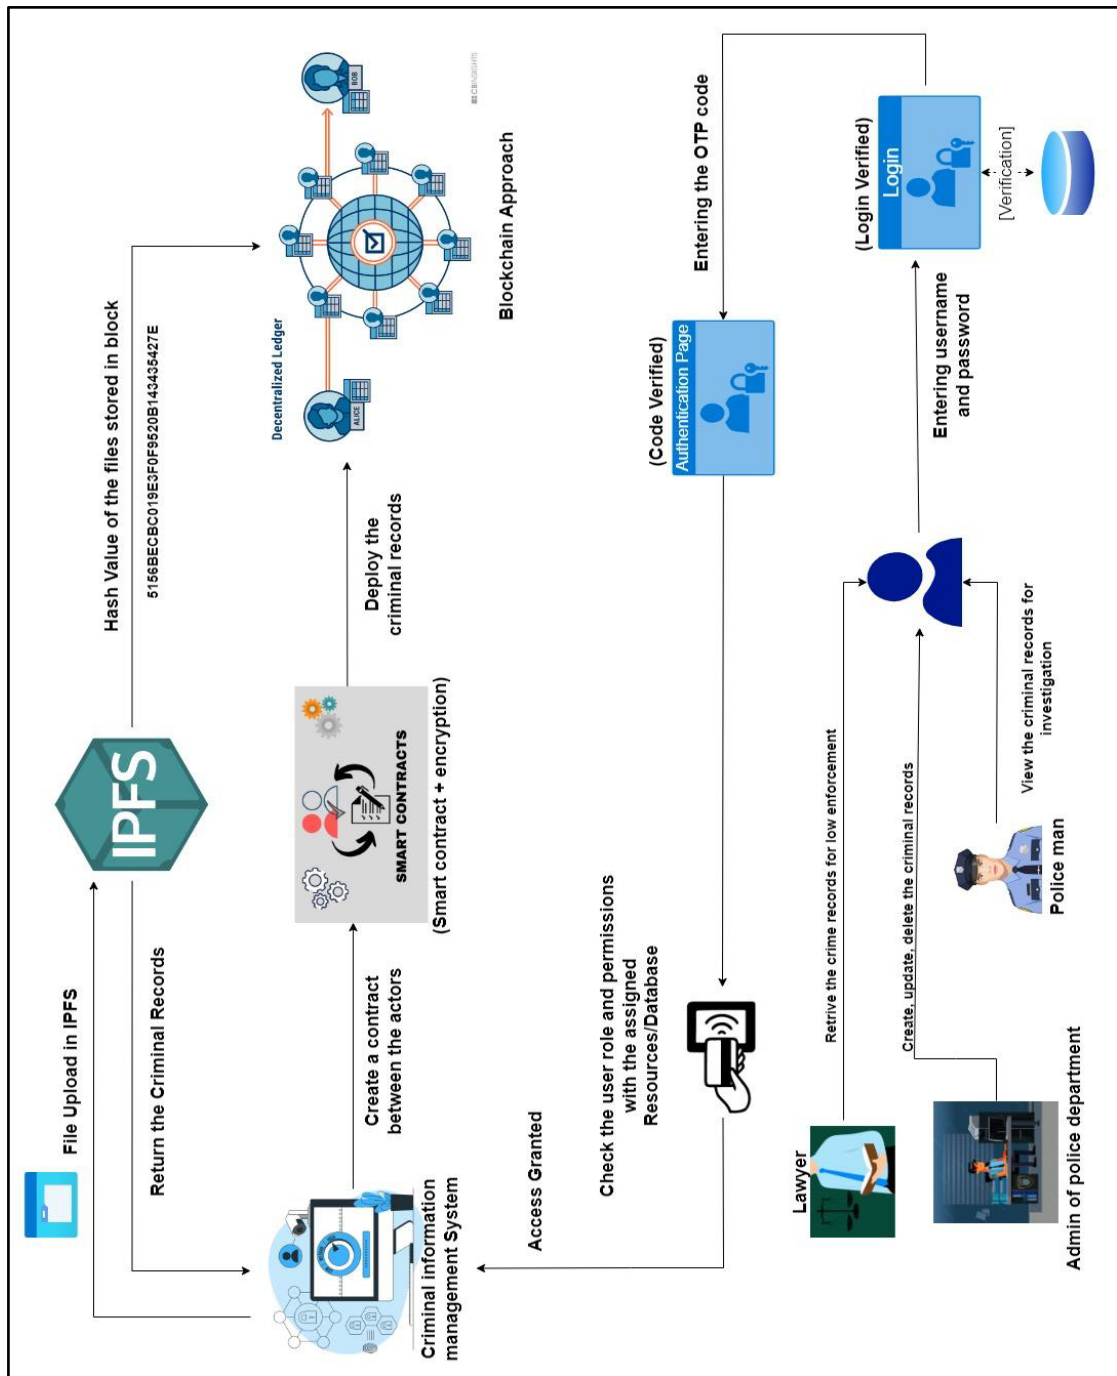 File Upload in IPFS
Return the Criminal Records
IPFS
Hash Value of the files stored in block
5156BECBC019E3F0F9520B143435427E
Criminal information
management System
Create a contract
between the actors
SMART CONTRACTS
(Smart contract + encryption)
Deploy the
criminal records
Decentralized Ledger
ALICE
BOB
CBINSIGHTS
Blockchain Approach
Access Granted
Check the user role and permissions
with the assigned
Resources/Database
(Code Verified)
Authentication Page
Entering the OTP code
Lawyer
Retrive the crime records for low enforcement
Create, update, delete the criminal records
Admin of police department
Police man
View the criminal records for
investigation
Entering username
and password
(Login Verified)
Login
[Verification]